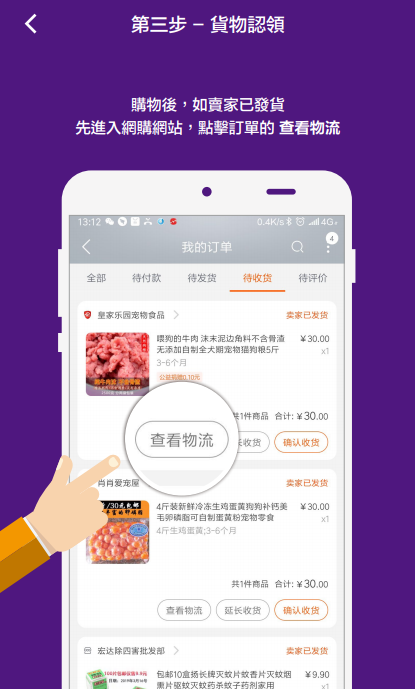 第三步 – 貨物認領
購物後，如賣家已發貨
先進入網購網站，點擊訂單的 查看物流
13:12
0.4K/s
4G
我的订单
4
全部
待付款
待发货
待收货
待评价
皇家乐园宠物食品
卖家已发货
喂狗的牛肉 沫末泥边角料不含骨渣
¥30.00
无添加自制全犬期宠物猫狗粮5斤
x1
3-6个月
共1件商品 合计: ¥30.00
查看物流
长收货
确认收货
肖肖爱宠屋
卖家已发货
4斤装新鲜冷冻生鸡蛋黄狗狗补钙美
¥30.00
毛卵磷脂可自制蛋黄粉宠物零食
x1
4斤生鸡蛋黄;3-6个月
共1件商品 合计: ¥30.00
查看物流
延长收货
确认收货
宏达除四害批发部
卖家已发货
包邮10盒扬长牌灭蚊片蚊香片灭蚊烟
¥9.90
熏片驱蚊灭蚊药杀蚊子药剂家用
x1